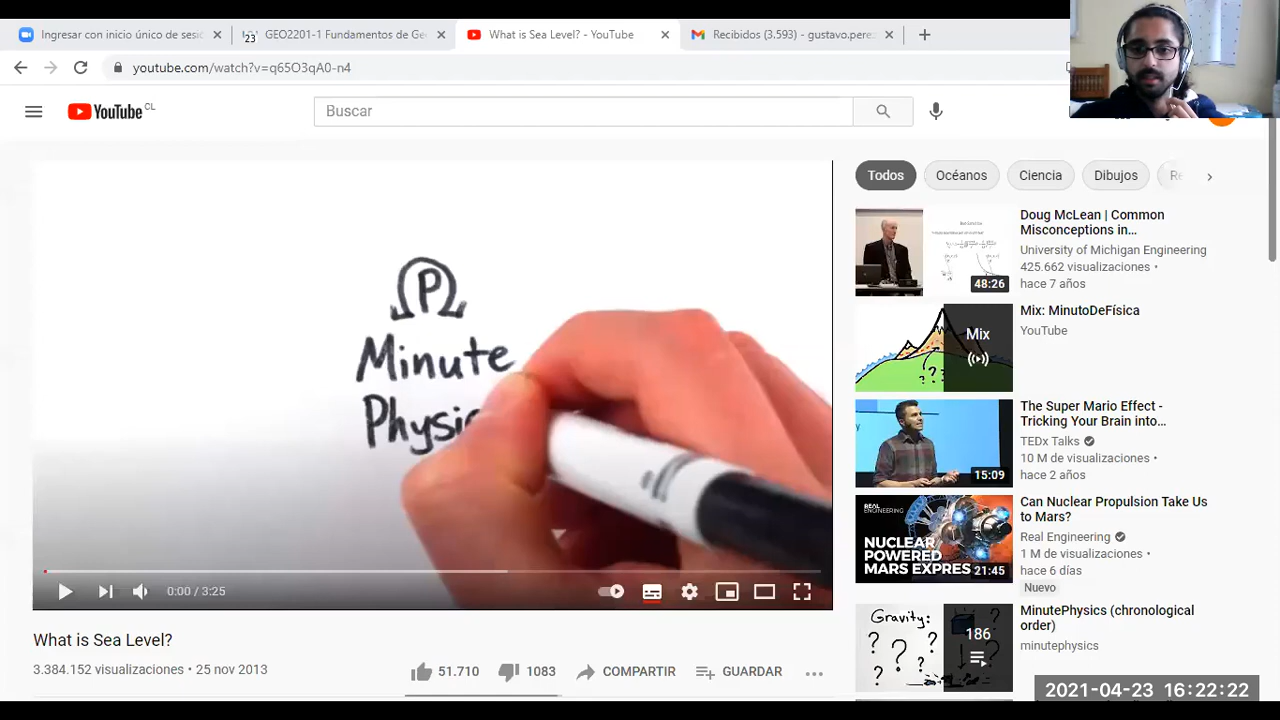 Ingresar con inicio único de sesió
23
GEO2201-1 Fundamentos de Ge
What is Sea Level? - YouTube
Recibidos (3.593) - gustavo.perez
youtube.com/watch?v=q65O3qA0-n4
YouTube CL
Buscar
Todos
Océanos
Ciencia
Dibujos
Re
P
Minute
Physic
0:00 / 3:25
What is Sea Level?
3.384.152 visualizaciones • 25 nov 2013
51.710
1083
COMPARTIR
GUARDAR
48:26
Doug McLean | Common
Misconceptions in...
University of Michigan Engineering
425.662 visualizaciones •
hace 7 años
Mix
???
Mix: MinutoDeFísica
YouTube
15:09
The Super Mario Effect -
Tricking Your Brain into...
TEDx Talks
10 M de visualizaciones •
hace 2 años
REAL
ENGINEERING
NUCLEAR
POWERED
MARS EXPRES
21:45
Can Nuclear Propulsion Take Us
to Mars?
Real Engineering
1 M de visualizaciones •
hace 6 días
Nuevo
Gravity:
? ? ? ? ? ?
186
MinutePhysics (chronological
order)
minutephysics
2021-04-23 16:22:22